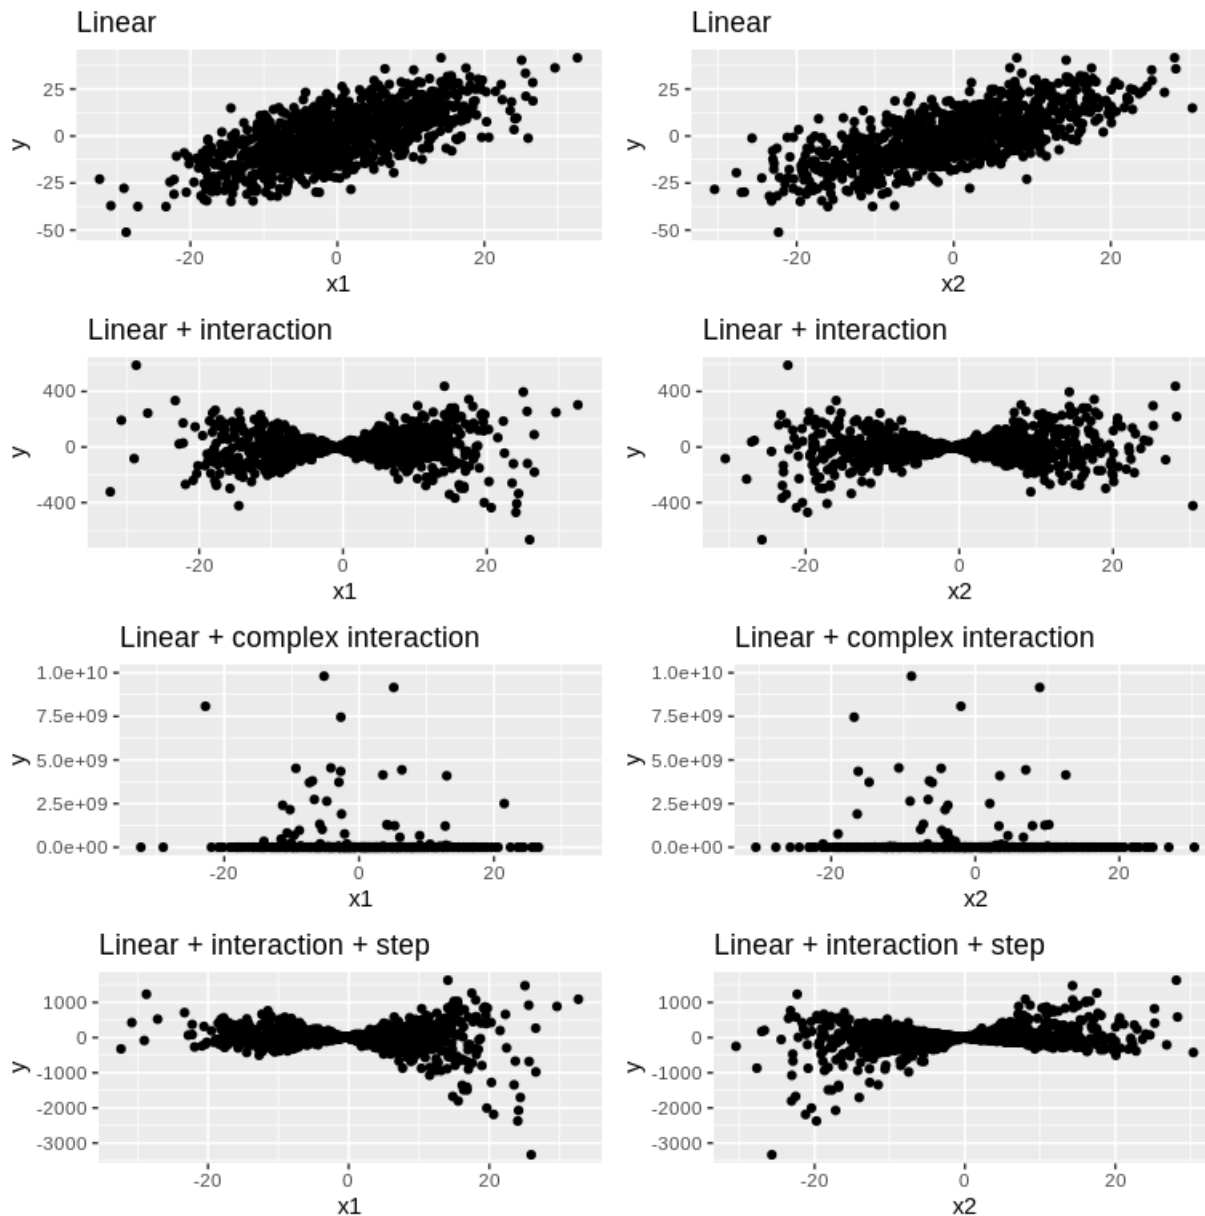 Linear
y
25
0
-25
-50
-20 0 20
x1
Linear
y
25
0
-25
-50
-20 0 20
x2
Linear + interaction
y
400
0
-400
-20 0 20
x1
Linear + interaction
y
400
0
-400
-20 0 20
x2
Linear + complex interaction
y
1.0e+10
7.5e+09
5.0e+09
2.5e+09
0.0e+00
-20 0 20
x1
Linear + complex interaction
y
1.0e+10
7.5e+09
5.0e+09
2.5e+09
0.0e+00
-20 0 20
x2
Linear + interaction + step
y
1000
0
-1000
-2000
-3000
-20 0 20
x1
Linear + interaction + step
y
1000
0
-1000
-2000
-3000
-20 0 20
x2